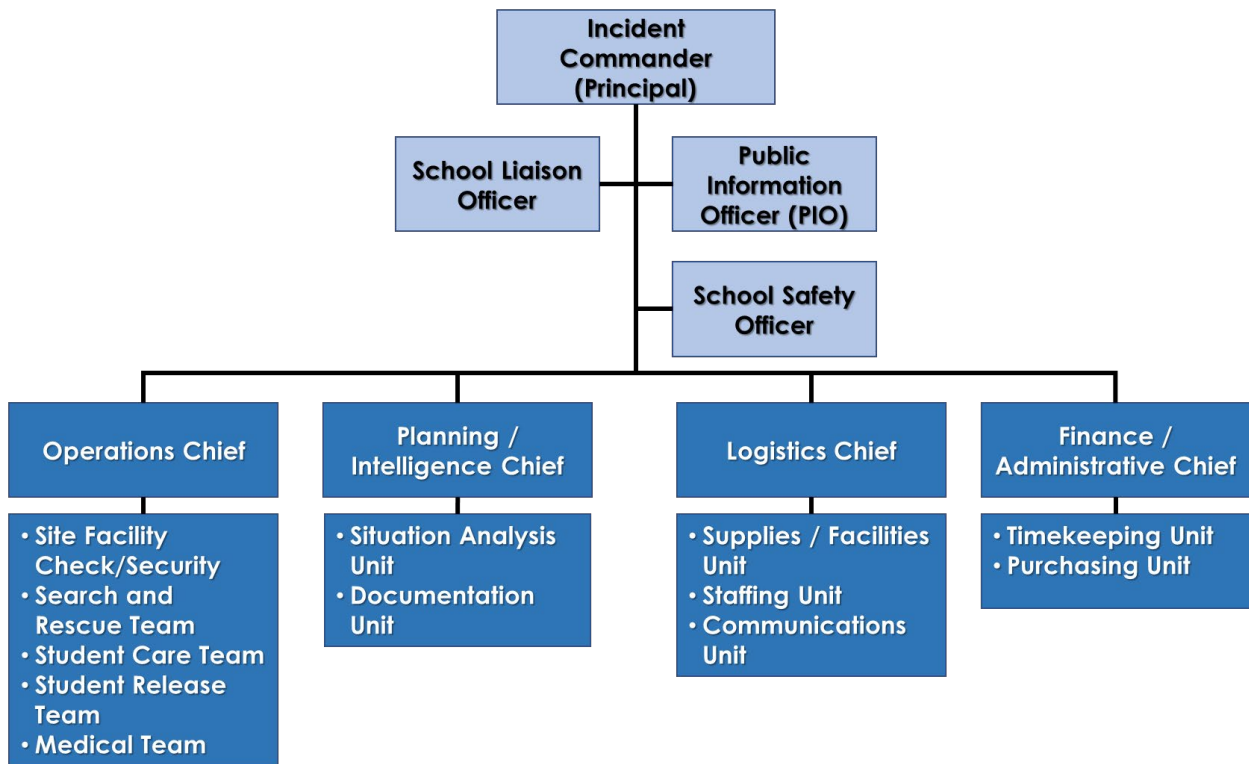 Incident
Commander
(Principal)
School Liaison
Officer
Public
Information
Officer (PIO)
School Safety
Officer
Operations Chief
Planning /
Intelligence Chief
Logistics Chief
Finance /
Administrative Chief
• Site Facility
Check/Security
• Search and
Rescue Team
• Student Care Team
• Student Release
Team
• Medical Team
• Situation Analysis
Unit
• Documentation
Unit
• Supplies / Facilities
Unit
• Staffing Unit
• Communications
Unit
• Timekeeping Unit
• Purchasing Unit